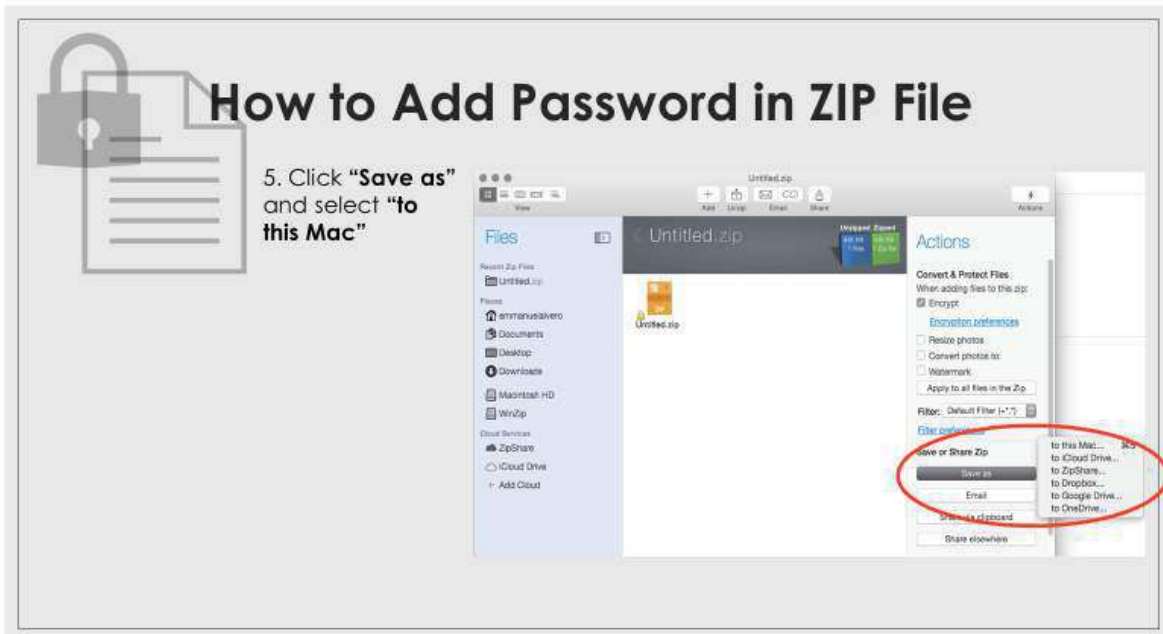 How to Add Password in ZIP File
5. Click “Save as”
and select “to
this Mac”
Untitled.zip
View
Add Unzip Email Share
Actions
Files
Recent Zip Files
Untitled.zip
Places
emmanuelalvero
Documents
Desktop
Downloads
Macintosh HD
WinZip
Cloud Services
ZipShare
iCloud Drive
+ Add Cloud
Untitled.zip
Unzipped Zipped
Untitled.zip
Actions
Convert & Protect Files
When adding files to this zip:
Encrypt
Encryption preferences
Resize photos
Convert photos to:
Watermark
Apply to all files in the Zip
Filter: Default Filter (+*.*)
Filter preferences
Save or Share Zip
Save as
Email
Share via clipboard
Share elsewhere
to this Mac... ⌘S
to iCloud Drive...
to ZipShare...
to Dropbox...
to Google Drive...
to OneDrive...